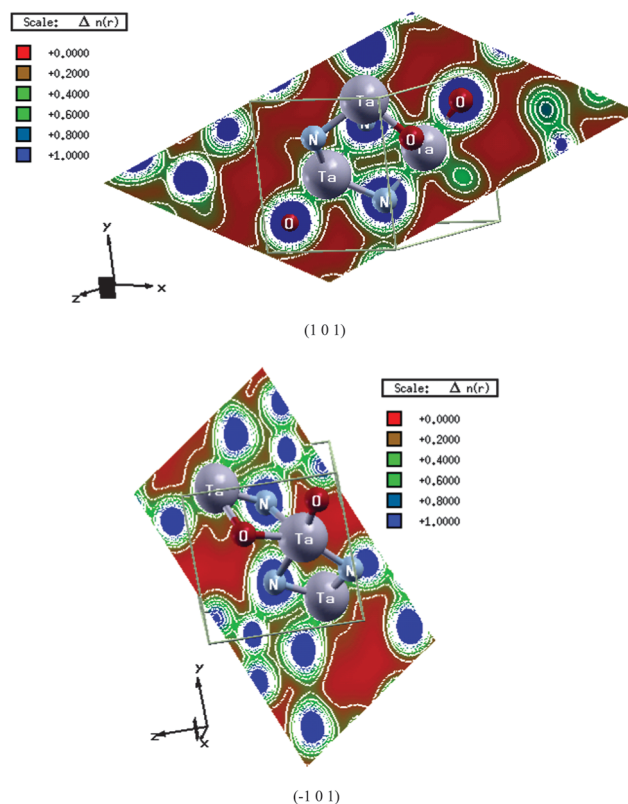 Scale: Δ n(r)
+0.0000
+0.2000
+0.4000
+0.6000
+0.8000
+1.0000
Ta
O
N
N
O
Ta
Ta
N
O
y
x
z
(1 0 1)
Scale: Δ n(r)
+0.0000
+0.2000
+0.4000
+0.6000
+0.8000
+1.0000
Ta
N
O
O
Ta
N
N
Ta
y
z
x
(-1 0 1)